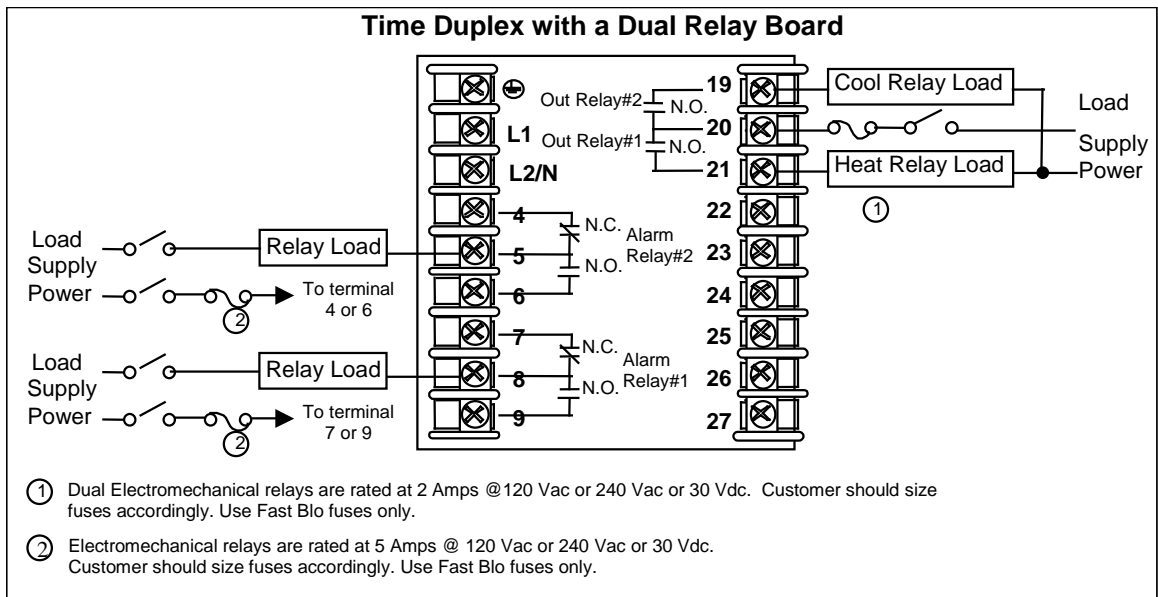 Time Duplex with a Dual Relay Board
L1
L2/N
4
5
6
7
8
9
N.C.
Alarm
Relay#2
N.O.
N.C.
Alarm
Relay#1
N.O.
Out Relay#2
N.O.
Out Relay#1
N.O.
19
20
21
22
23
24
25
26
27
Cool Relay Load
Heat Relay Load
1
Load
Supply
Power
Load
Supply
Power
Relay Load
2
To terminal
4 or 6
Load
Supply
Power
Relay Load
2
To terminal
7 or 9
1 Dual Electromechanical relays are rated at 2 Amps @120 Vac or 240 Vac or 30 Vdc. Customer should size
fuses accordingly. Use Fast Blo fuses only.
2 Electromechanical relays are rated at 5 Amps @ 120 Vac or 240 Vac or 30 Vdc.
Customer should size fuses accordingly. Use Fast Blo fuses only.